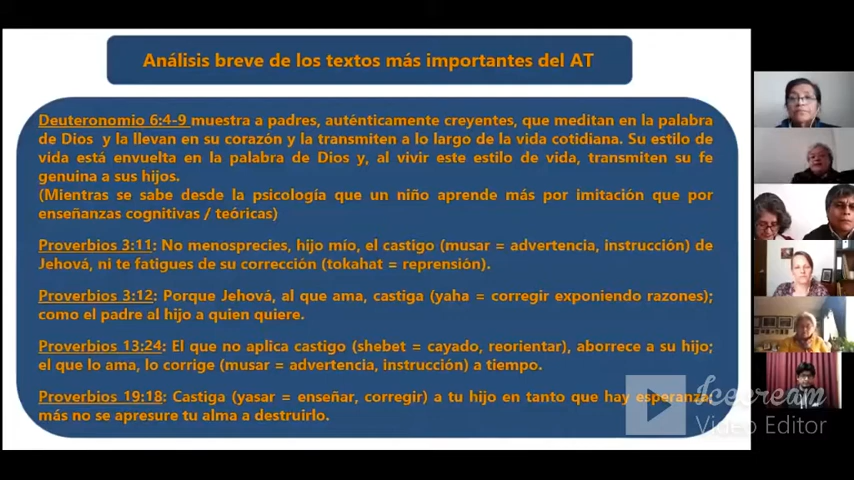 Análisis breve de los textos más importantes del AT
Deuteronomio 6:4-9 muestra a padres, auténticamente creyentes, que meditan en la palabra
de Dios y la llevan en su corazón y la transmiten a lo largo de la vida cotidiana. Su estilo de
vida está envuelta en la palabra de Dios y, al vivir este estilo de vida, transmiten su fe
genuina a sus hijos.
(Mientras se sabe desde la psicología que un niño aprende más por imitación que por
enseñanzas cognitivas / teóricas)
Proverbios 3:11: No menosprecies, hijo mío, el castigo (musar = advertencia, instrucción) de
Jehová, ni te fatigues de su corrección (tokahat = reprensión).
Proverbios 3:12: Porque Jehová, al que ama, castiga (yaha = corregir exponiendo razones);
como el padre al hijo a quien quiere.
Proverbios 13:24: El que no aplica castigo (shebet = cayado, reorientar), aborrece a su hijo;
el que lo ama, lo corrige (musar = advertencia, instrucción) a tiempo.
Proverbios 19:18: Castiga (yasar = enseñar, corregir) a tu hijo en tanto que hay esperanza;
más no se apresure tu alma a destruirlo.
Icecream
Video Editor